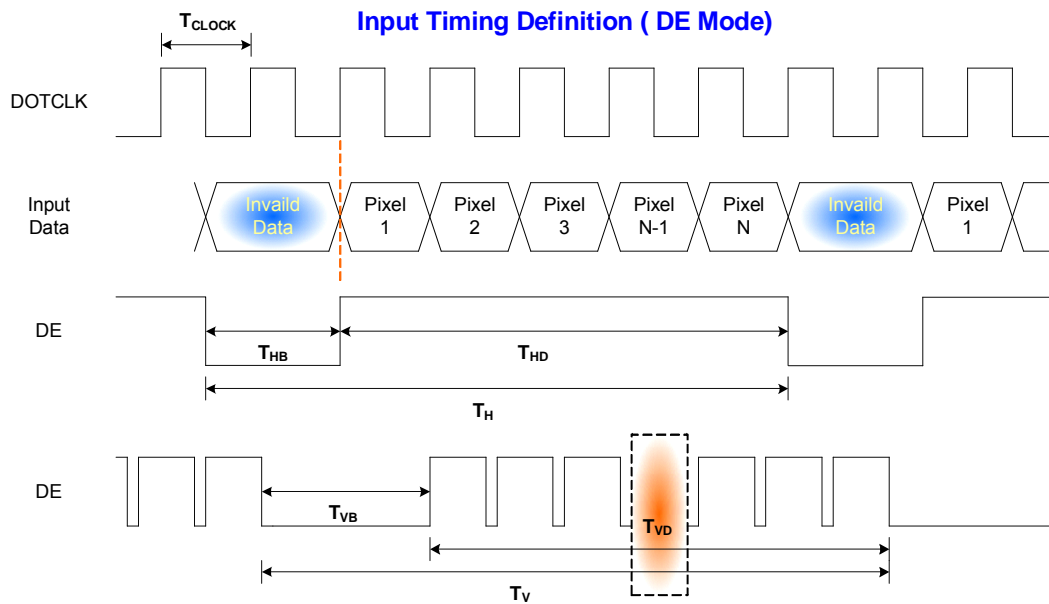 Input Timing Definition ( DE Mode)
TCLOCK
DOTCLK
Input
Data
Invaild
Data
Pixel
1
Pixel
2
Pixel
3
Pixel
N-1
Pixel
N
Invaild
Data
Pixel
1
DE
THB
THD
TH
DE
TVB
TVD
TV